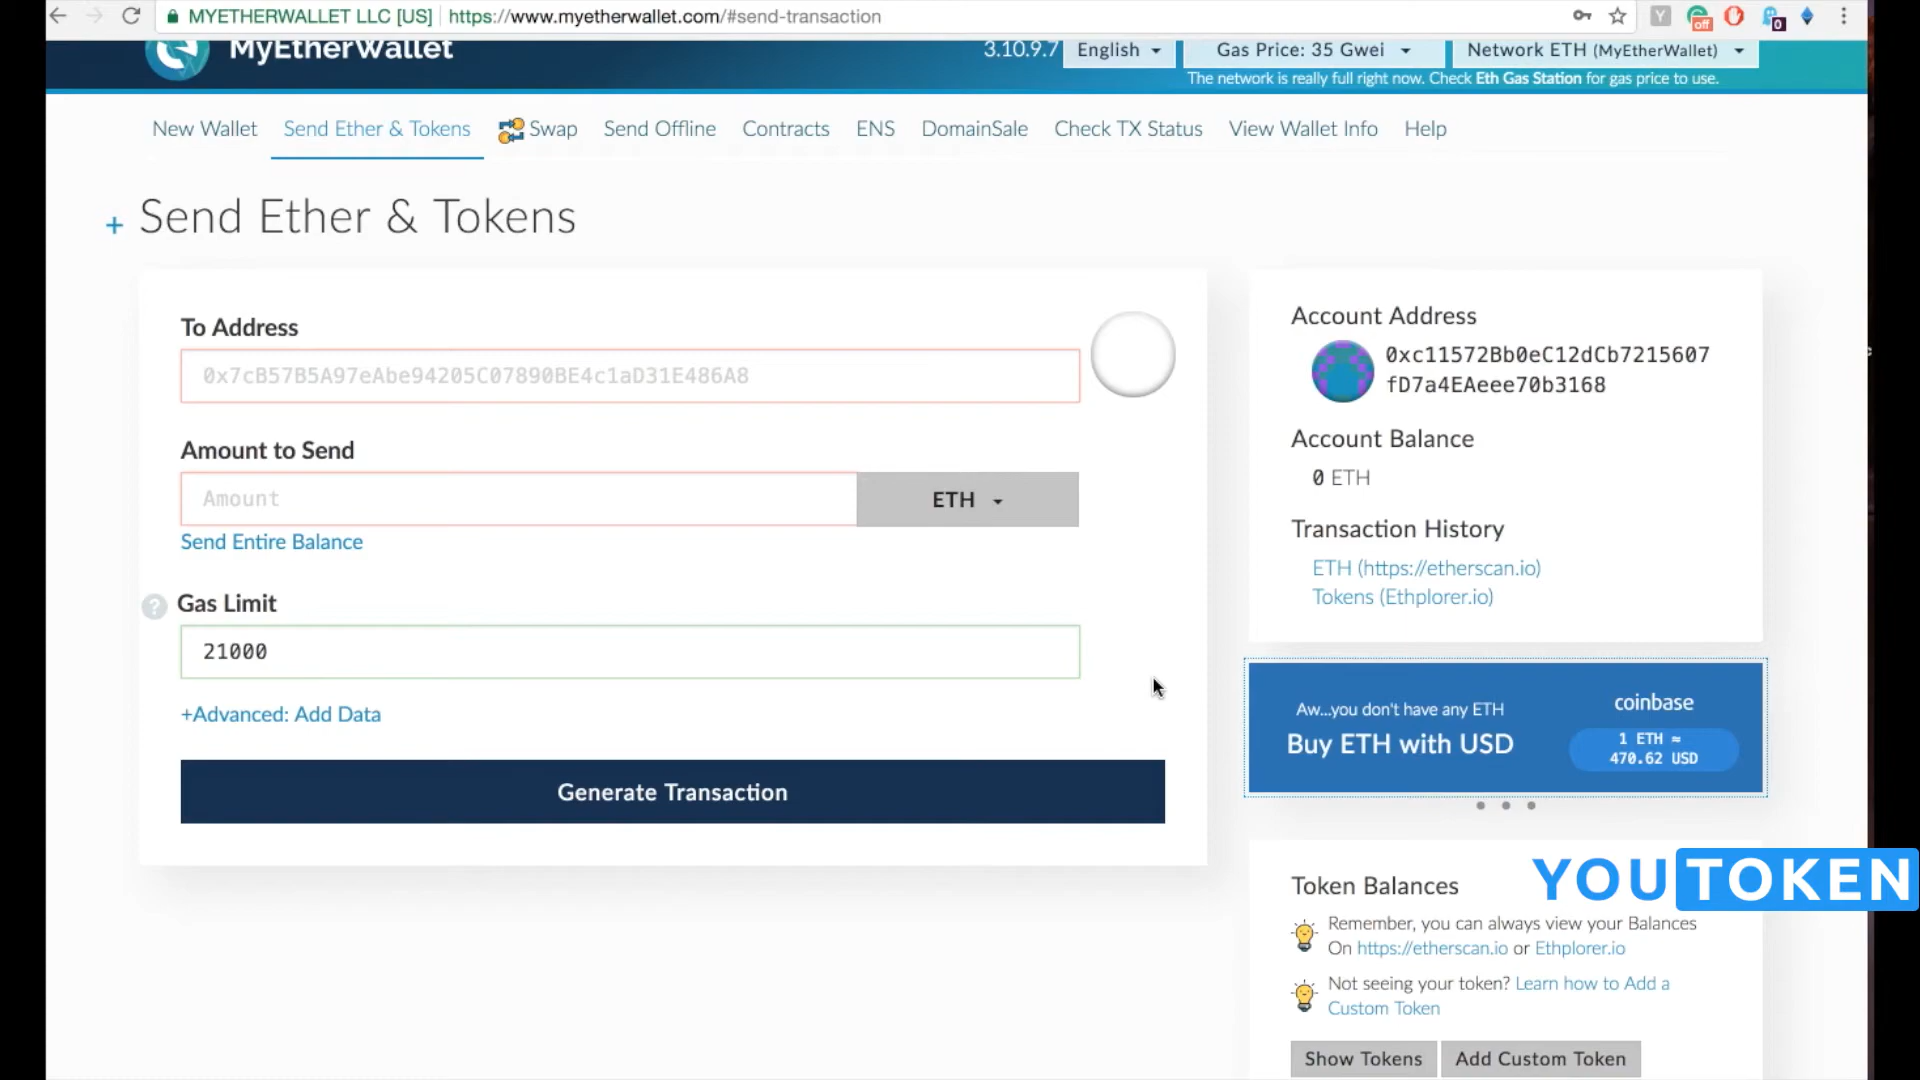 MYETHERWALLET LLC [US] https://www.myetherwallet.com/#send-transaction
Y
off
0
MyEtherWallet
3.10.9.7
English
Gas Price: 35 Gwei
Network ETH (MyEtherWallet)
The network is really full right now. Check Eth Gas Station for gas price to use.
New Wallet
Send Ether & Tokens
Swap
Send Offline
Contracts
ENS
DomainSale
Check TX Status
View Wallet Info
Help
+ Send Ether & Tokens
To Address
0x7cB57B5A97eAbe94205C07890BE4c1aD31E486A8
Amount to Send
Amount
ETH
Send Entire Balance
? Gas Limit
21000
+Advanced: Add Data
Generate Transaction
Account Address
0xc11572Bb0eC12dCb7215607
fD7a4EAeee70b3168
Account Balance
0 ETH
Transaction History
ETH (https://etherscan.io)
Tokens (Ethplorer.io)
Aw...you don't have any ETH
Buy ETH with USD
coinbase
1 ETH ≈
470.62 USD
Token Balances
YOUTOKEN
Remember, you can always view your Balances
On https://etherscan.io or Ethplorer.io
Not seeing your token? Learn how to Add a
Custom Token
Show Tokens
Add Custom Token